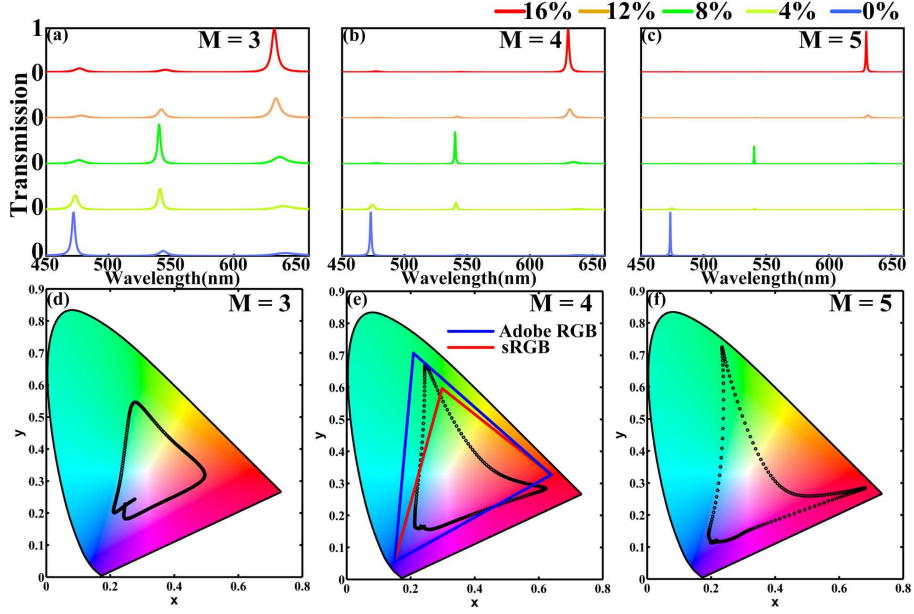 16% 12% 8% 4% 0%
(a) M = 3
(b) M = 4
(c) M = 5
Transmission
1
0
0
0
0
0
450 500 550 600 650
450 500 550 600 650
450 500 550 600 650
Wavelength(nm)
Wavelength(nm)
Wavelength(nm)
(d) M = 3
0.9
0.8
0.7
0.6
0.5
0.4
0.3
0.2
0.1
0
y
0 0.2 0.4 0.6 0.8
x
(e) M = 4
Adobe RGB
sRGB
0.9
0.8
0.7
0.6
0.5
0.4
0.3
0.2
0.1
0
y
0 0.2 0.4 0.6 0.8
x
(f) M = 5
0.9
0.8
0.7
0.6
0.5
0.4
0.3
0.2
0.1
0
y
0 0.2 0.4 0.6 0.8
x